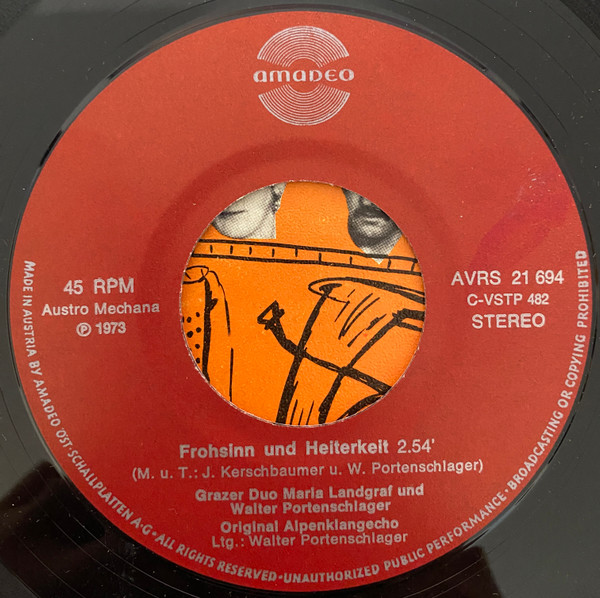 amadeo
45 RPM
Austro Mechana
℗ 1973
AVRS 21 694
C-VSTP 482
STEREO
Frohsinn und Heiterkeit 2.54'
(M. u. T.: J. Kerschbaumer u. W. Portenschlager)
Grazer Duo Maria Landgraf und
Walter Portenschlager
Original Alpenklangecho
Ltg.: Walter Portenschlager
MADE IN AUSTRIA BY AMADEO ÖST·SCHALLPLATTEN A·G·ALL RIGHTS RESERVED·UNAUTHORIZED PUBLIC PERFORMANCE·BROADCASTING OR COPYING PROHIBITED